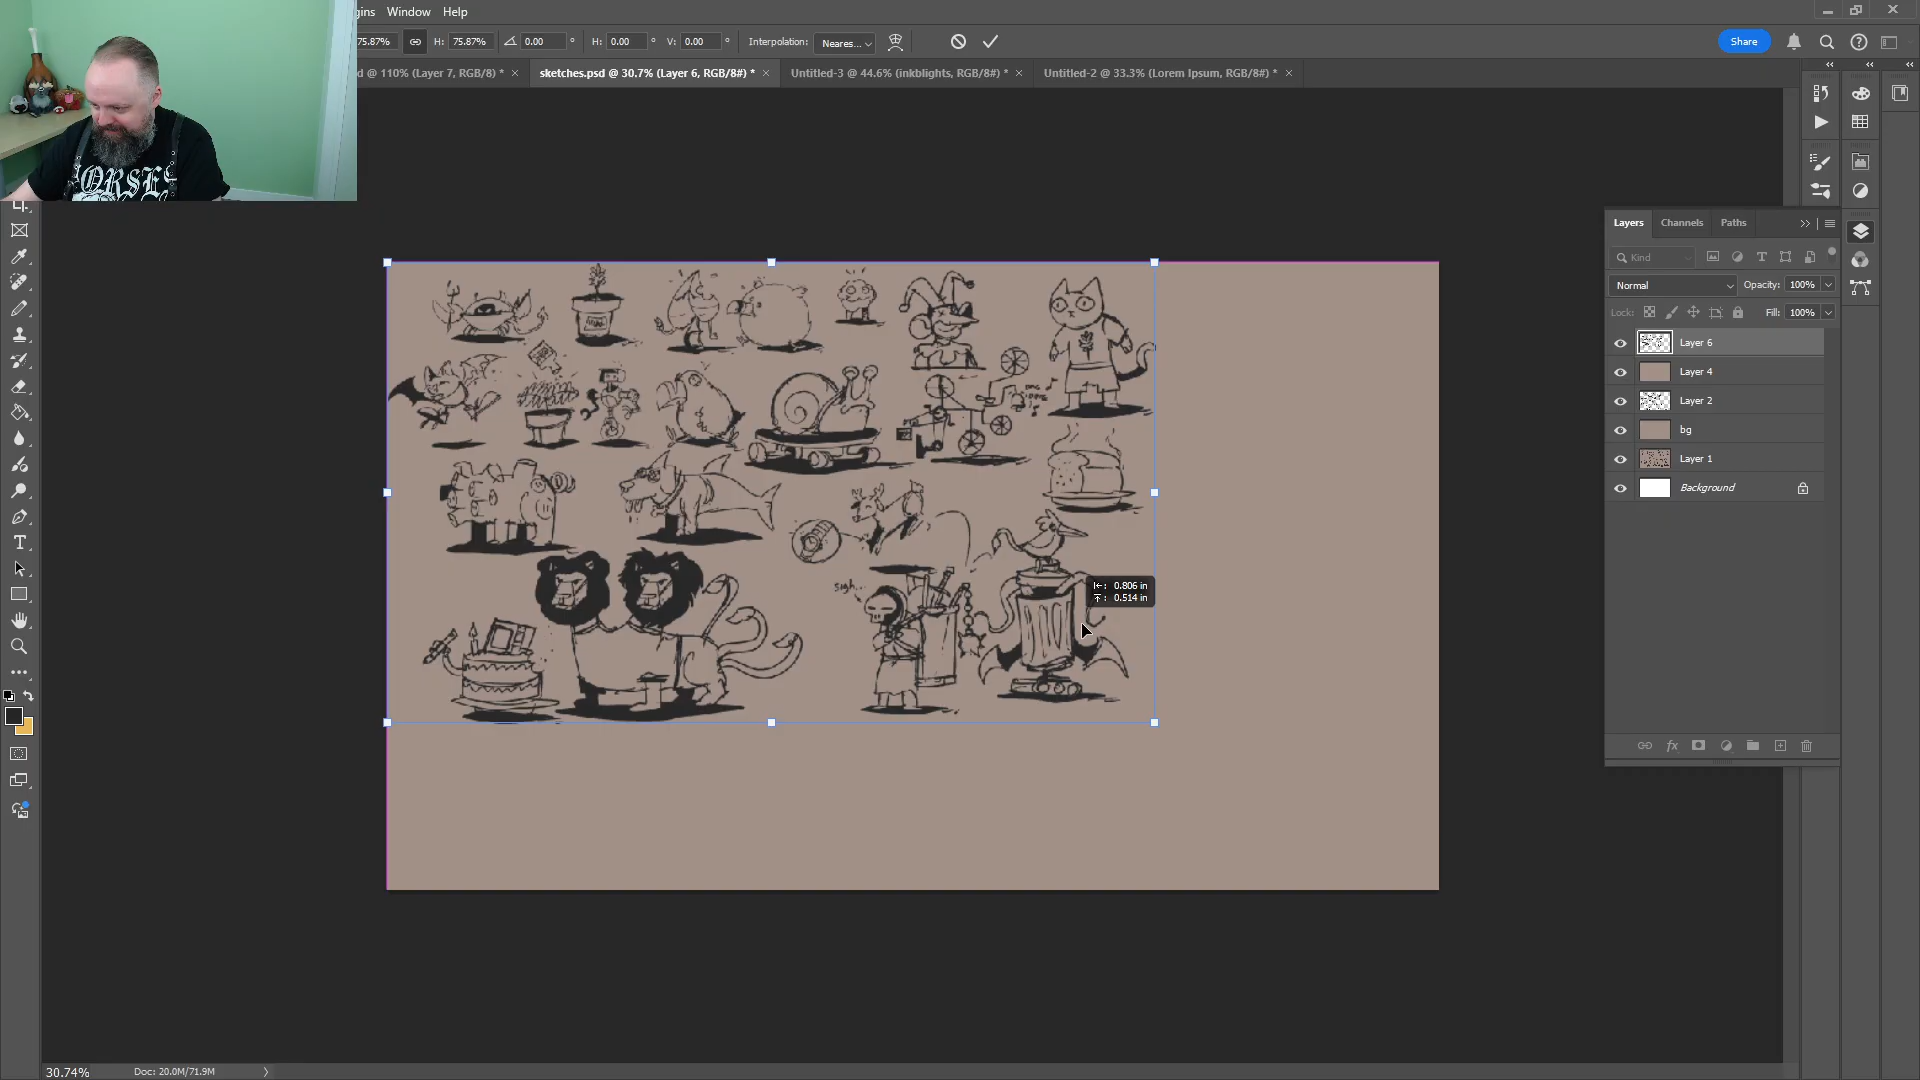 gins Window Help
75.87% H: 75.87% 0.00 ° H: 0.00 ° V: 0.00 ° Interpolation: Neares... Share
d @ 110% (Layer 7, RGB/8) * × sketches.psd @ 30.7% (Layer 6, RGB/8#) * × Untitled-3 @ 44.6% (inkblights, RGB/8#) * × Untitled-2 @ 33.3% (Lorem Ipsum, RGB/8#) * ×
Layers Channels Paths
Kind
Normal Opacity: 100%
Lock: Fill: 100%
Layer 6
Layer 4
Layer 2
bg
Layer 1
Background
0.806 in
0.514 in
sigh...
30.74% Doc: 20.0M/71.9M